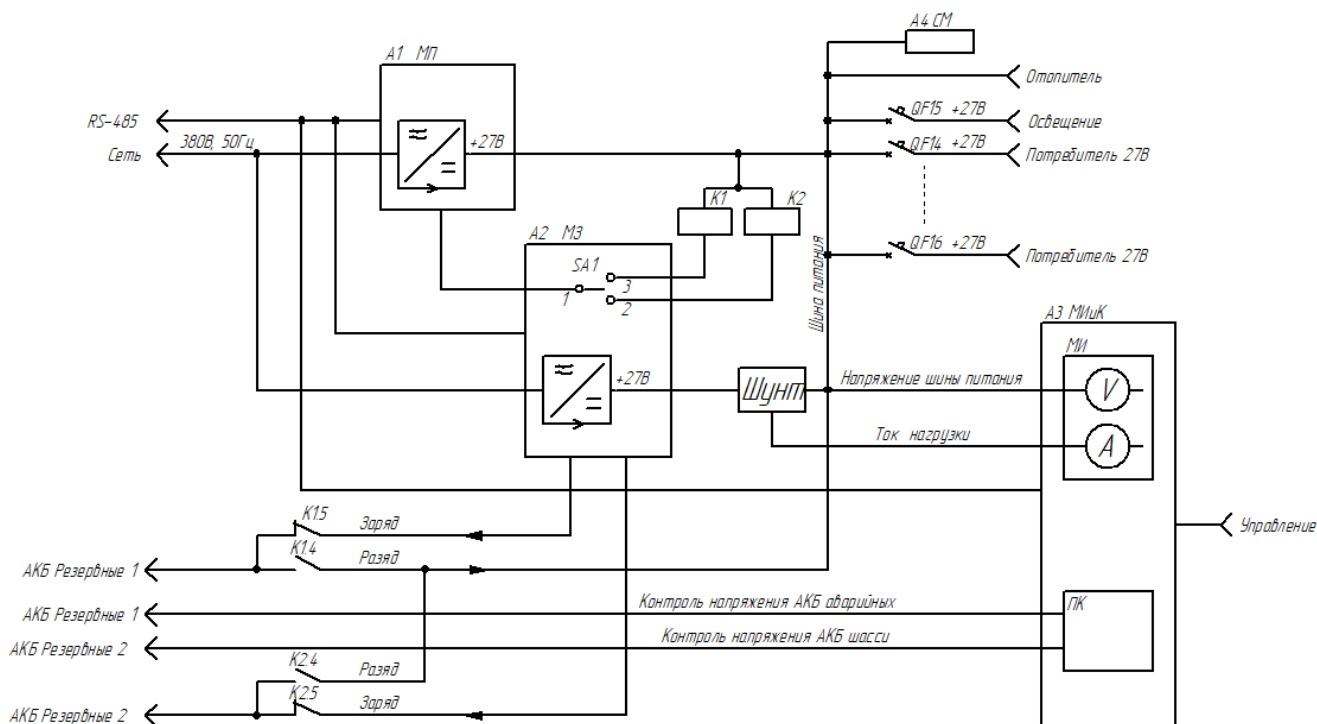 А4 СМ
А1 МП
Отопитель
QF15 +27В
RS-485
Освещение
380В, 50Гц
Сеть
+27В
QF14 +27В
Потребитель 27В
К1
К2
А2 МЗ
SA1
QF16 +27В
Потребитель 27В
3
1
2
Шина питания
А3 МИиК
МИ
+27В
Шунт
Напряжение шины питания
V
Ток нагрузки
А
К1.5
Заряд
Управление
К1.4
Разяд
АКБ Резервные 1
Контроль напряжения АКБ аварийных
ПК
АКБ Резервные 1
Контроль напряжения АКБ шасси
АКБ Резервные 2
К2.4
Разяд
К2.5
Заряд
АКБ Резервные 2